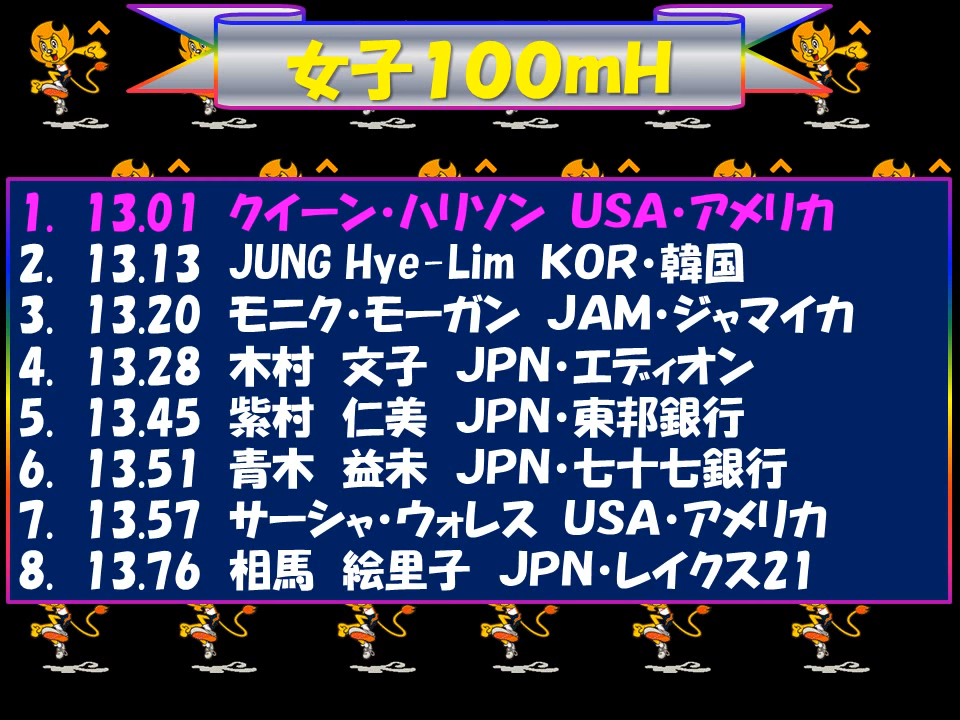 女子100mH
1. 13.01 クイーン・ハリソン USA・アメリカ
2. 13.13 JUNG Hye-Lim KOR・韓国
3. 13.20 モニク・モーガン JAM・ジャマイカ
4. 13.28 木村 文子 JPN・エディオン
5. 13.45 紫村 仁美 JPN・東邦銀行
6. 13.51 青木 益未 JPN・七十七銀行
7. 13.57 サーシャ・ウォレス USA・アメリカ
8. 13.76 相馬 絵里子 JPN・レイクス21